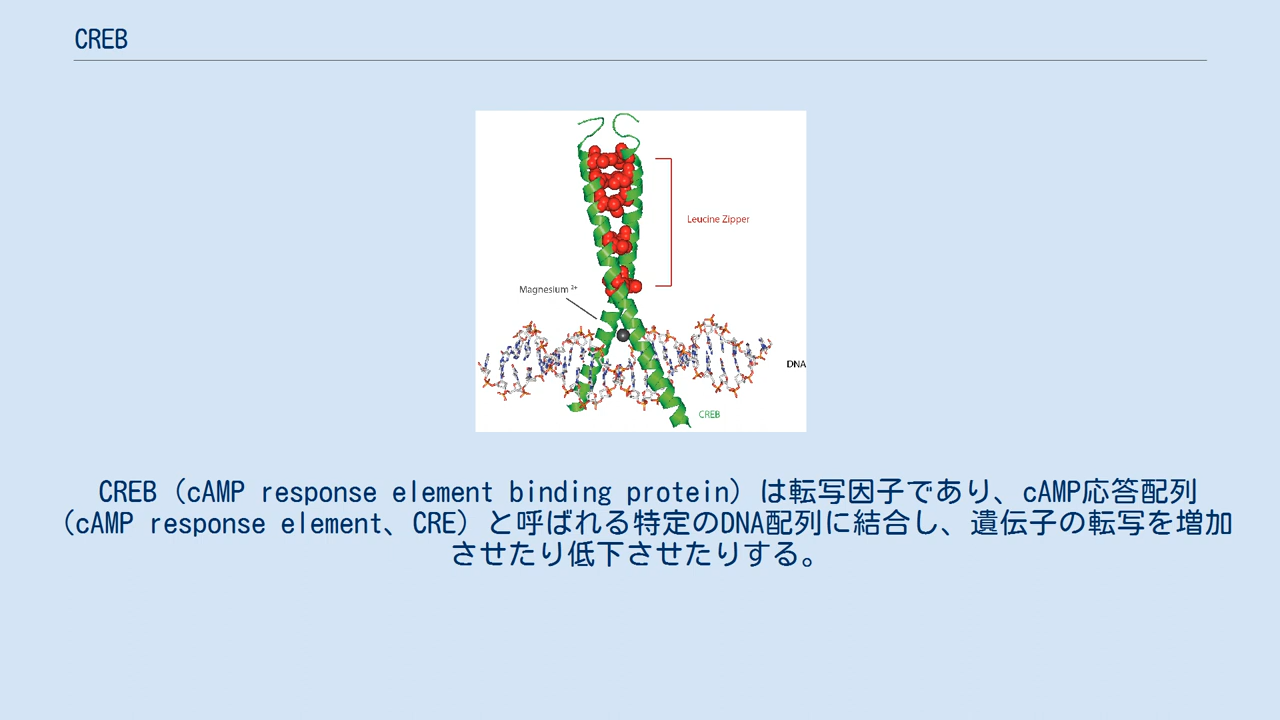 CREB
Leucine Zipper
Magnesium 2+
DNA
CREB
CREB（cAMP response element binding protein）は転写因子であり、cAMP応答配列
（cAMP response element、CRE）と呼ばれる特定のDNA配列に結合し、遺伝子の転写を増加
させたり低下させたりする。